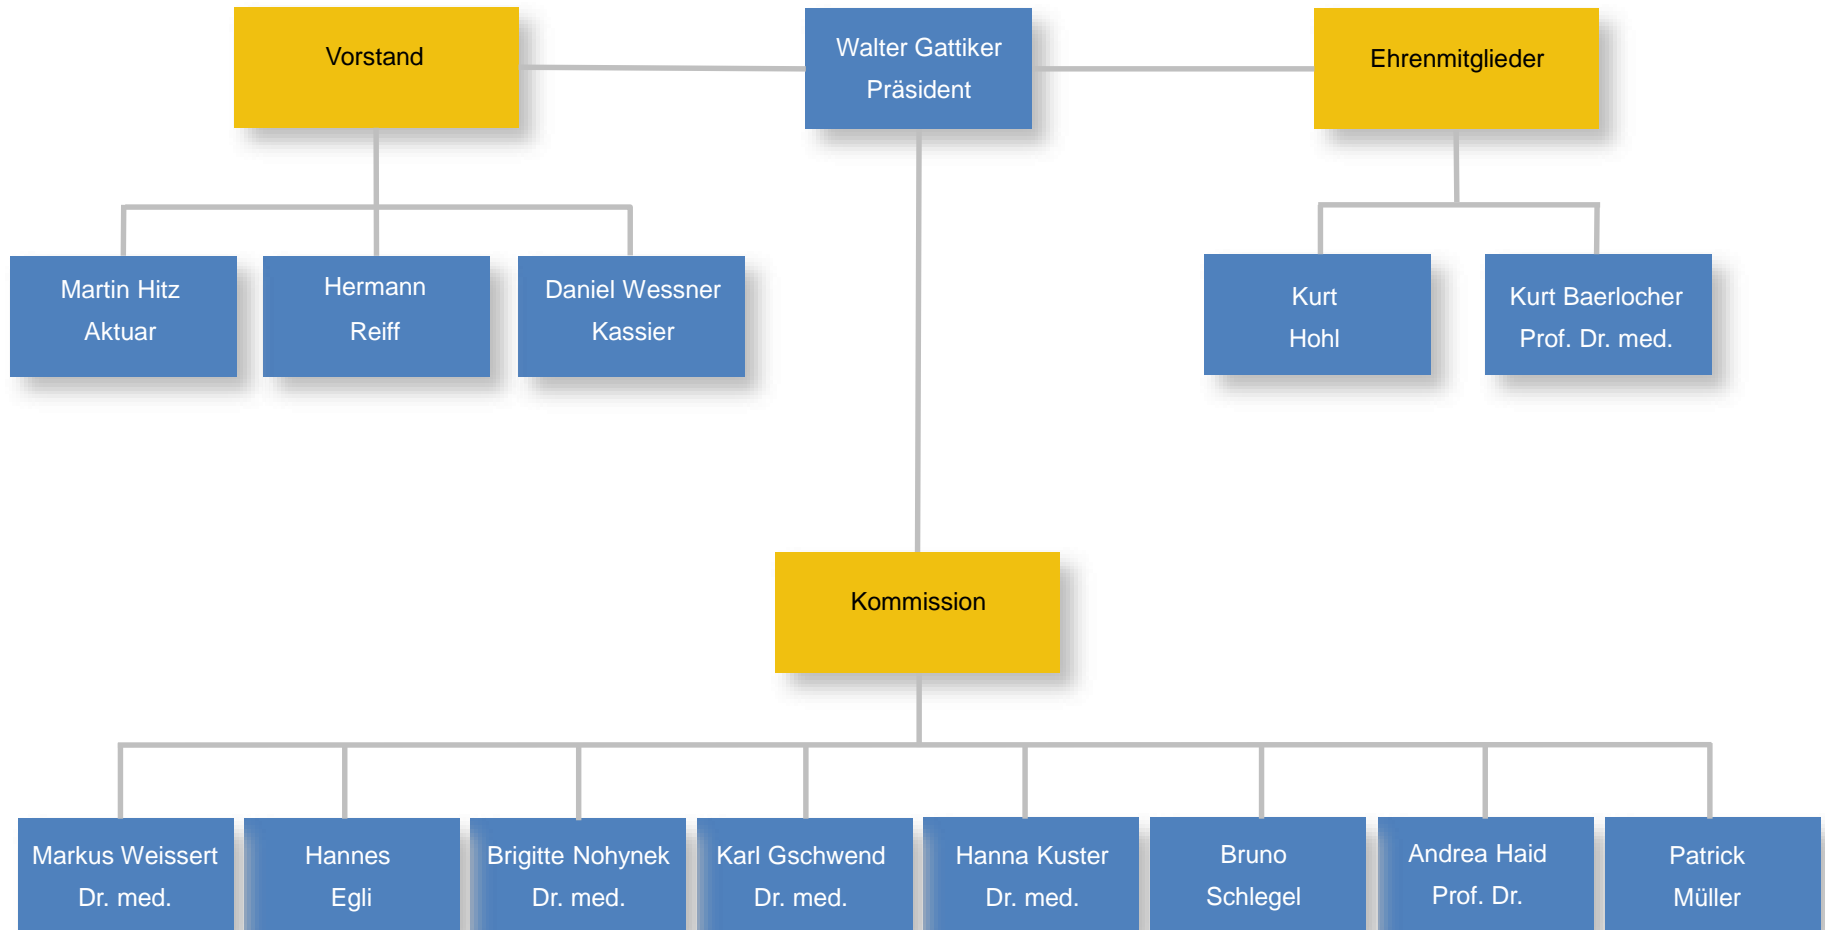 Vorstand
Walter Gattiker
Präsident
Ehrenmitglieder
Martin Hitz
Aktuar
Hermann
Reiff
Daniel Wessner
Kassier
Kurt
Hohl
Kurt Baerlocher
Prof. Dr. med.
Kommission
Markus Weissert
Dr. med.
Hannes
Egli
Brigitte Nohynek
Dr. med.
Karl Gschwend
Dr. med.
Hanna Kuster
Dr. med.
Bruno
Schlegel
Andrea Haid
Prof. Dr.
Patrick
Müller